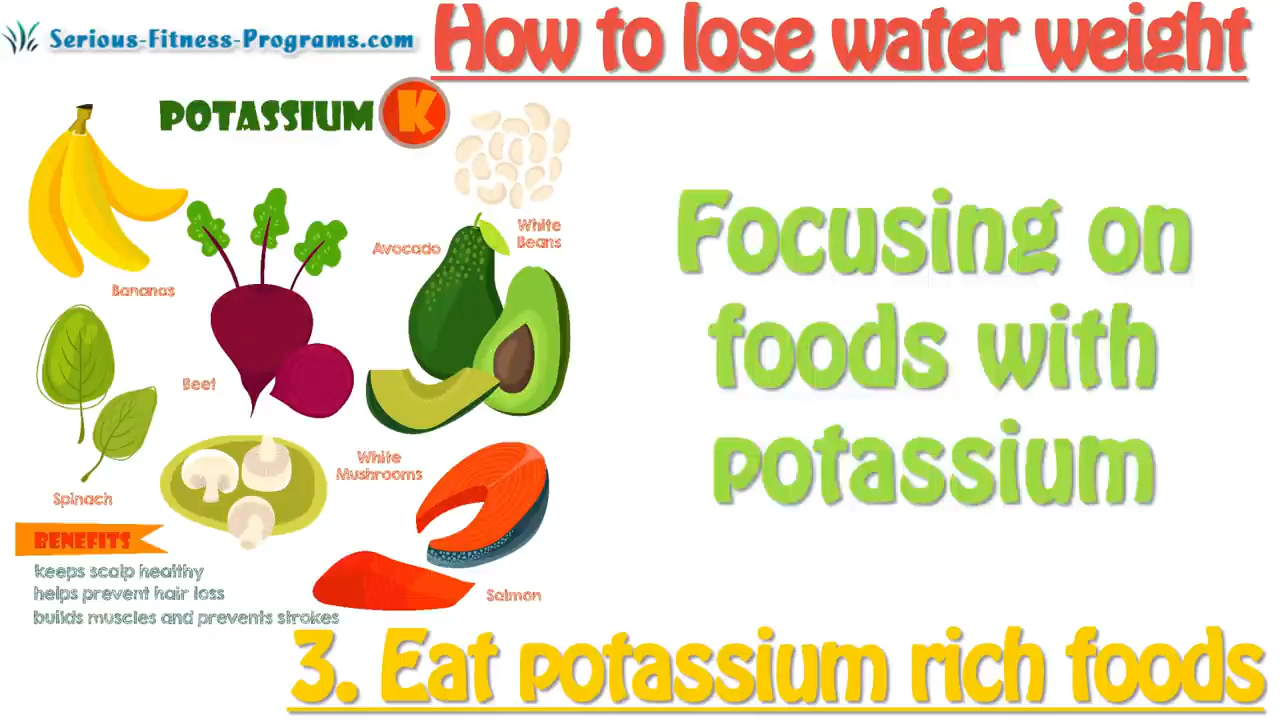 Serious-Fitness-Programs.com
How to lose water weight
POTASSIUM K
White
Beans
Avocado
Bananas
Beet
White
Mushrooms
Spinach
BENEFITS
keeps scalp healthy
helps prevent hair loss
builds muscles and prevents strokes
Salmon
Focusing on
foods with
potassium
3. Eat potassium rich foods